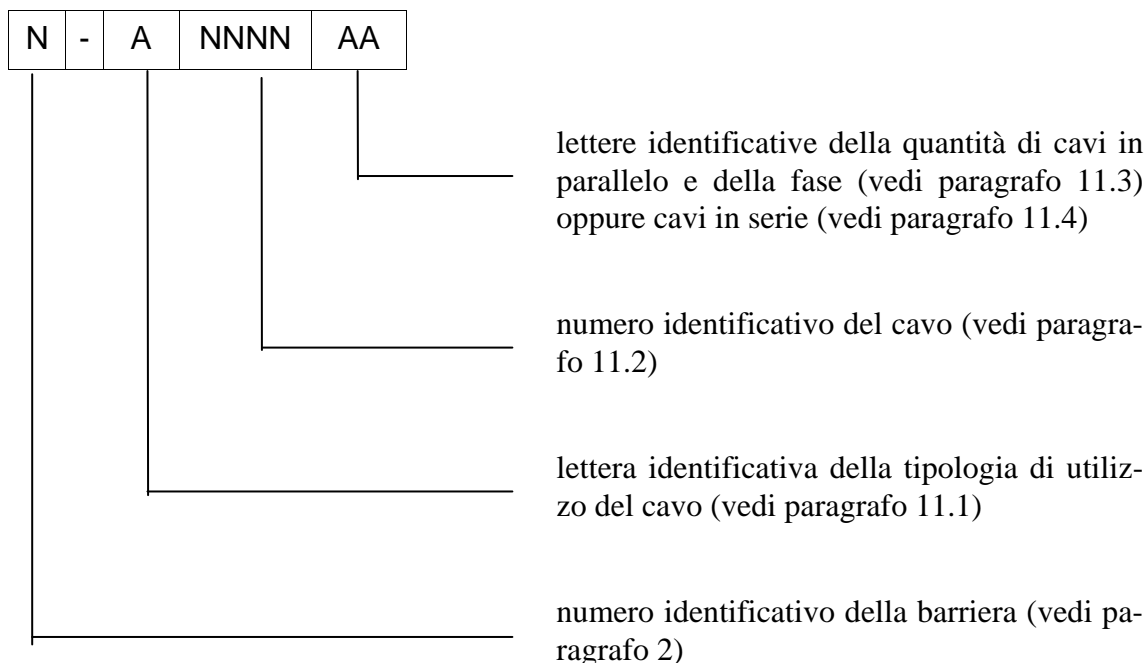 N - A NNNN AA
lettere identificative della quantità di cavi in
parallelo e della fase (vedi paragrafo 11.3)
oppure cavi in serie (vedi paragrafo 11.4)
numero identificativo del cavo (vedi paragra-
fo 11.2)
lettera identificativa della tipologia di utiliz-
zo del cavo (vedi paragrafo 11.1)
numero identificativo della barriera (vedi pa-
ragrafo 2)